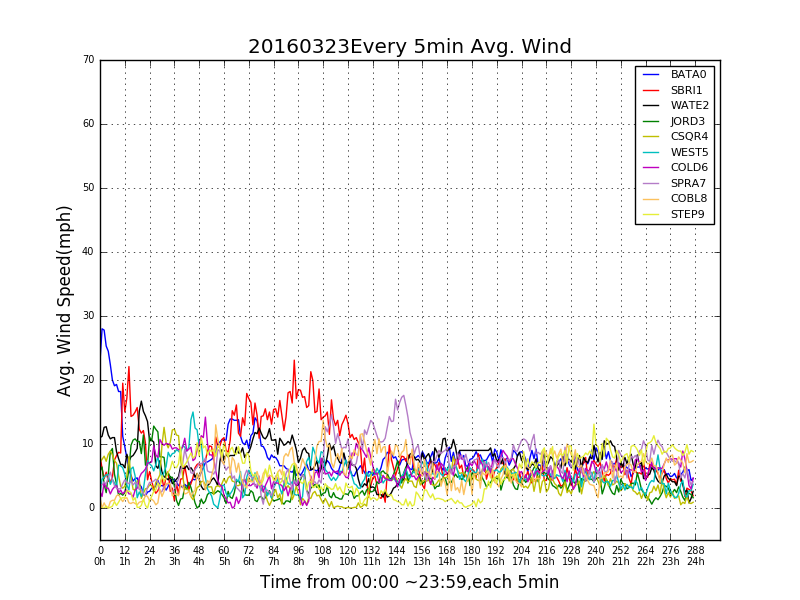 20160323Every 5min Avg. Wind
70
60
50
40
30
20
10
0
Avg. Wind Speed(mph)
BATA0
SBRI1
WATE2
JORD3
CSQR4
WEST5
COLD6
SPRA7
COBL8
STEP9
0 12 24 36 48 60 72 84 96 108 120 132 144 156 168 180 192 204 216 228 240 252 264 276 288
0h 1h 2h 3h 4h 5h 6h 7h 8h 9h 10h 11h 12h 13h 14h 15h 16h 17h 18h 19h 20h 21h 22h 23h 24h
Time from 00:00 ~23:59,each 5min